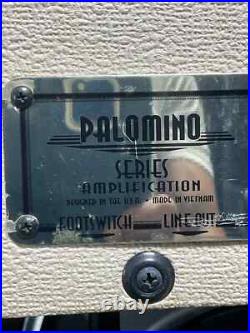 PALOMINO
SERIES
AMPLIFICATION
DESIGNED IN THE U.S.A. • MADE IN VIETNAM
FOOTSWITCH LINE OUT